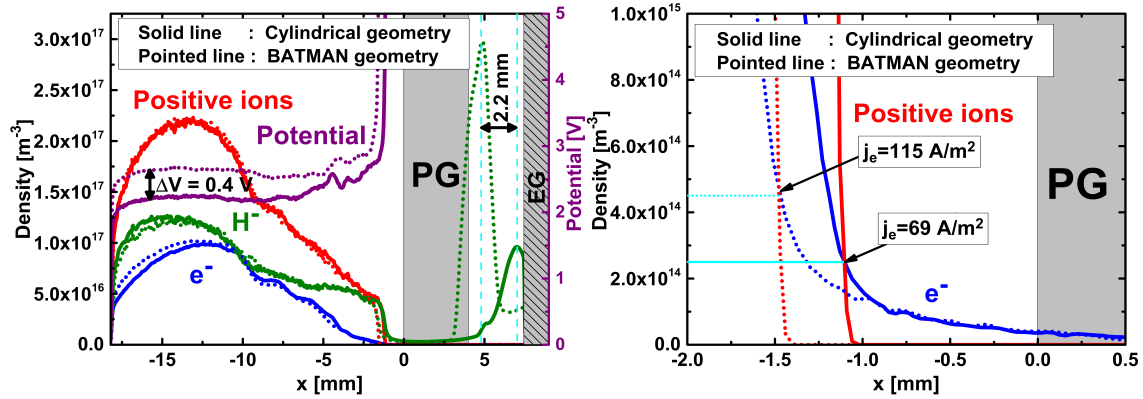 Solid line : Cylindrical geometry
Pointed line : BATMAN geometry
Positive ions
Potential
ΔV = 0.4 V
H-
e-
PG
EG
2.2 mm
Density [m-3]
3.0x10^17
2.5x10^17
2.0x10^17
1.5x10^17
1.0x10^17
5.0x10^16
0.0
-15 -10 -5 0 5
x [mm]
5
4
3
2
1
0
Potential [V]
Solid line : Cylindrical geometry
Pointed line : BATMAN geometry
Positive ions
je=115 A/m2
je=69 A/m2
e-
PG
Density [m-3]
1.0x10^15
8.0x10^14
6.0x10^14
4.0x10^14
2.0x10^14
0.0
-2.0 -1.5 -1.0 -0.5 0.0 0.5
x [mm]